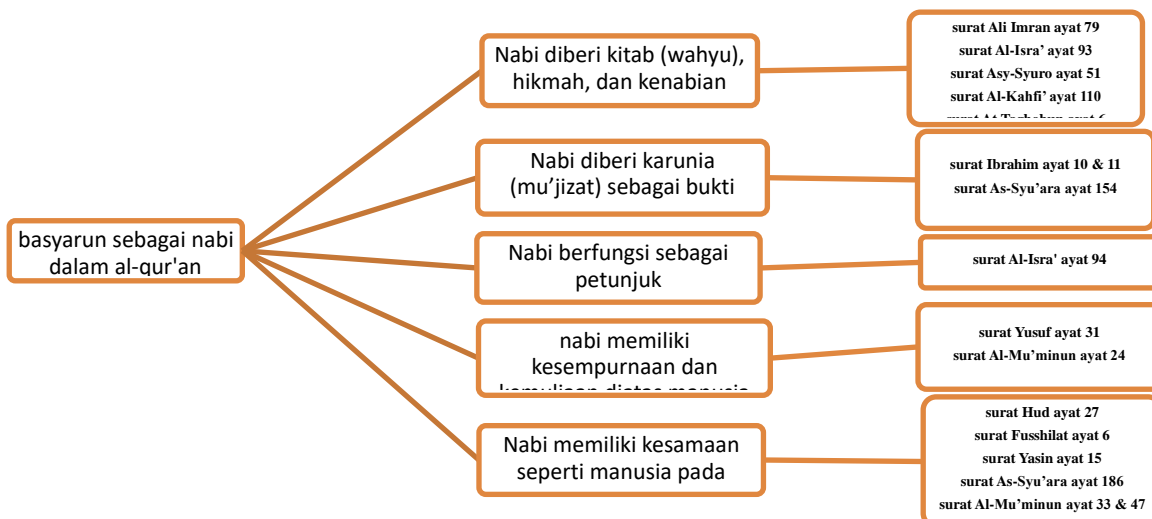 basyarun sebagai nabi
dalam al-qur'an
Nabi diberi kitab (wahyu),
hikmah, dan kenabian
surat Ali Imran ayat 79
surat Al-Isra’ ayat 93
surat Asy-Syuro ayat 51
surat Al-Kahfi’ ayat 110
Nabi diberi karunia
(mu’jizat) sebagai bukti
surat Ibrahim ayat 10 & 11
surat As-Syu’ara ayat 154
Nabi berfungsi sebagai
petunjuk
surat Al-Isra' ayat 94
nabi memiliki
kesempurnaan dan
surat Yusuf ayat 31
surat Al-Mu’minun ayat 24
Nabi memiliki kesamaan
seperti manusia pada
surat Hud ayat 27
surat Fusshilat ayat 6
surat Yasin ayat 15
surat As-Syu’ara ayat 186
surat Al-Mu’minun ayat 33 & 47